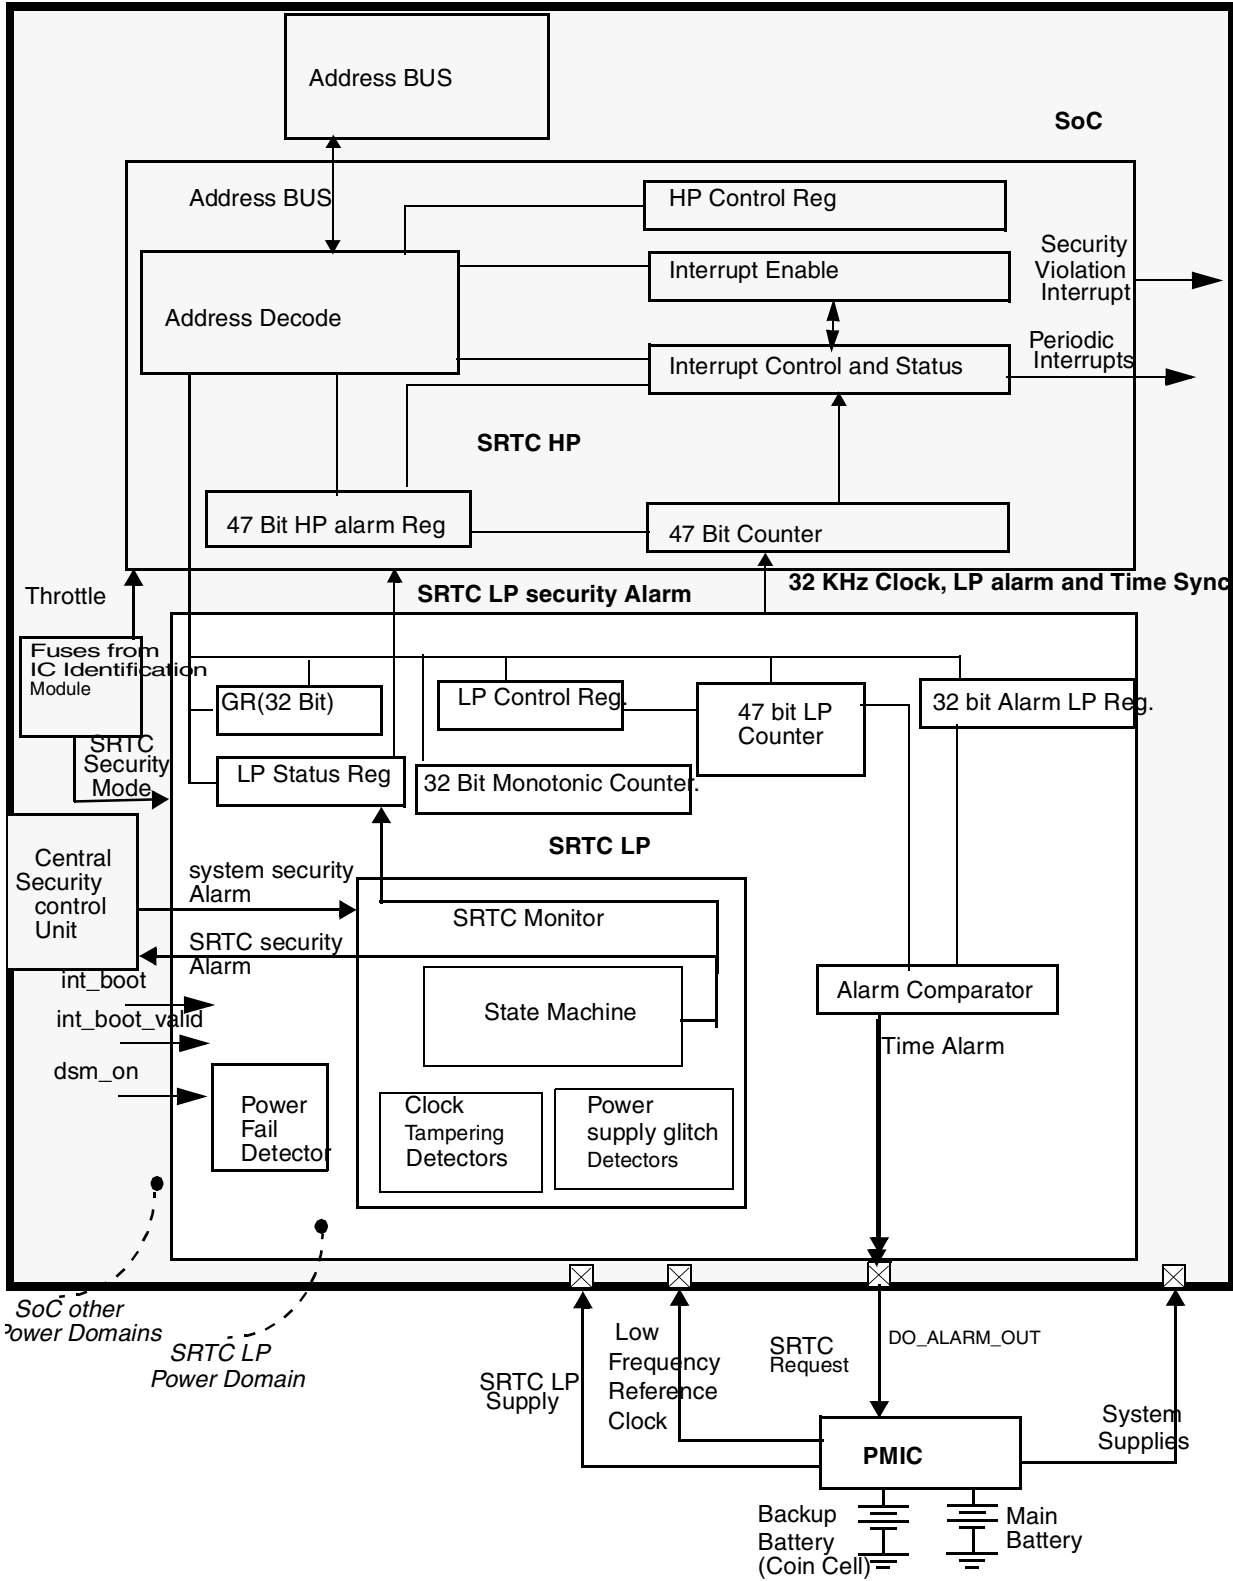 Address BUS
SoC
Address BUS
HP Control Reg
Security
Violation
Interrupt
Interrupt Enable
Address Decode
Periodic
Interrupts
Interrupt Control and Status
SRTC HP
47 Bit HP alarm Reg
47 Bit Counter
Throttle
SRTC LP security Alarm
32 KHz Clock, LP alarm and Time Sync
Fuses from
IC Identification
Module
GR(32 Bit)
LP Control Reg.
47 bit LP
Counter
32 bit Alarm LP Reg.
SRTC
Security
Mode
LP Status Reg
32 Bit Monotonic Counter.
SRTC LP
Central
Security
control
Unit
system security
Alarm
SRTC Monitor
SRTC security
Alarm
int_boot
State Machine
Alarm Comparator
int_boot_valid
Time Alarm
dsm_on
Power
Fail
Detector
Clock
Tampering
Detectors
Power
supply glitch
Detectors
SoC other
Power Domains
SRTC LP
Power Domain
SRTC LP
Supply
Low
Frequency
Reference
Clock
SRTC
Request
DO_ALARM_OUT
System
Supplies
PMIC
Backup
Battery
(Coin Cell)
Main
Battery